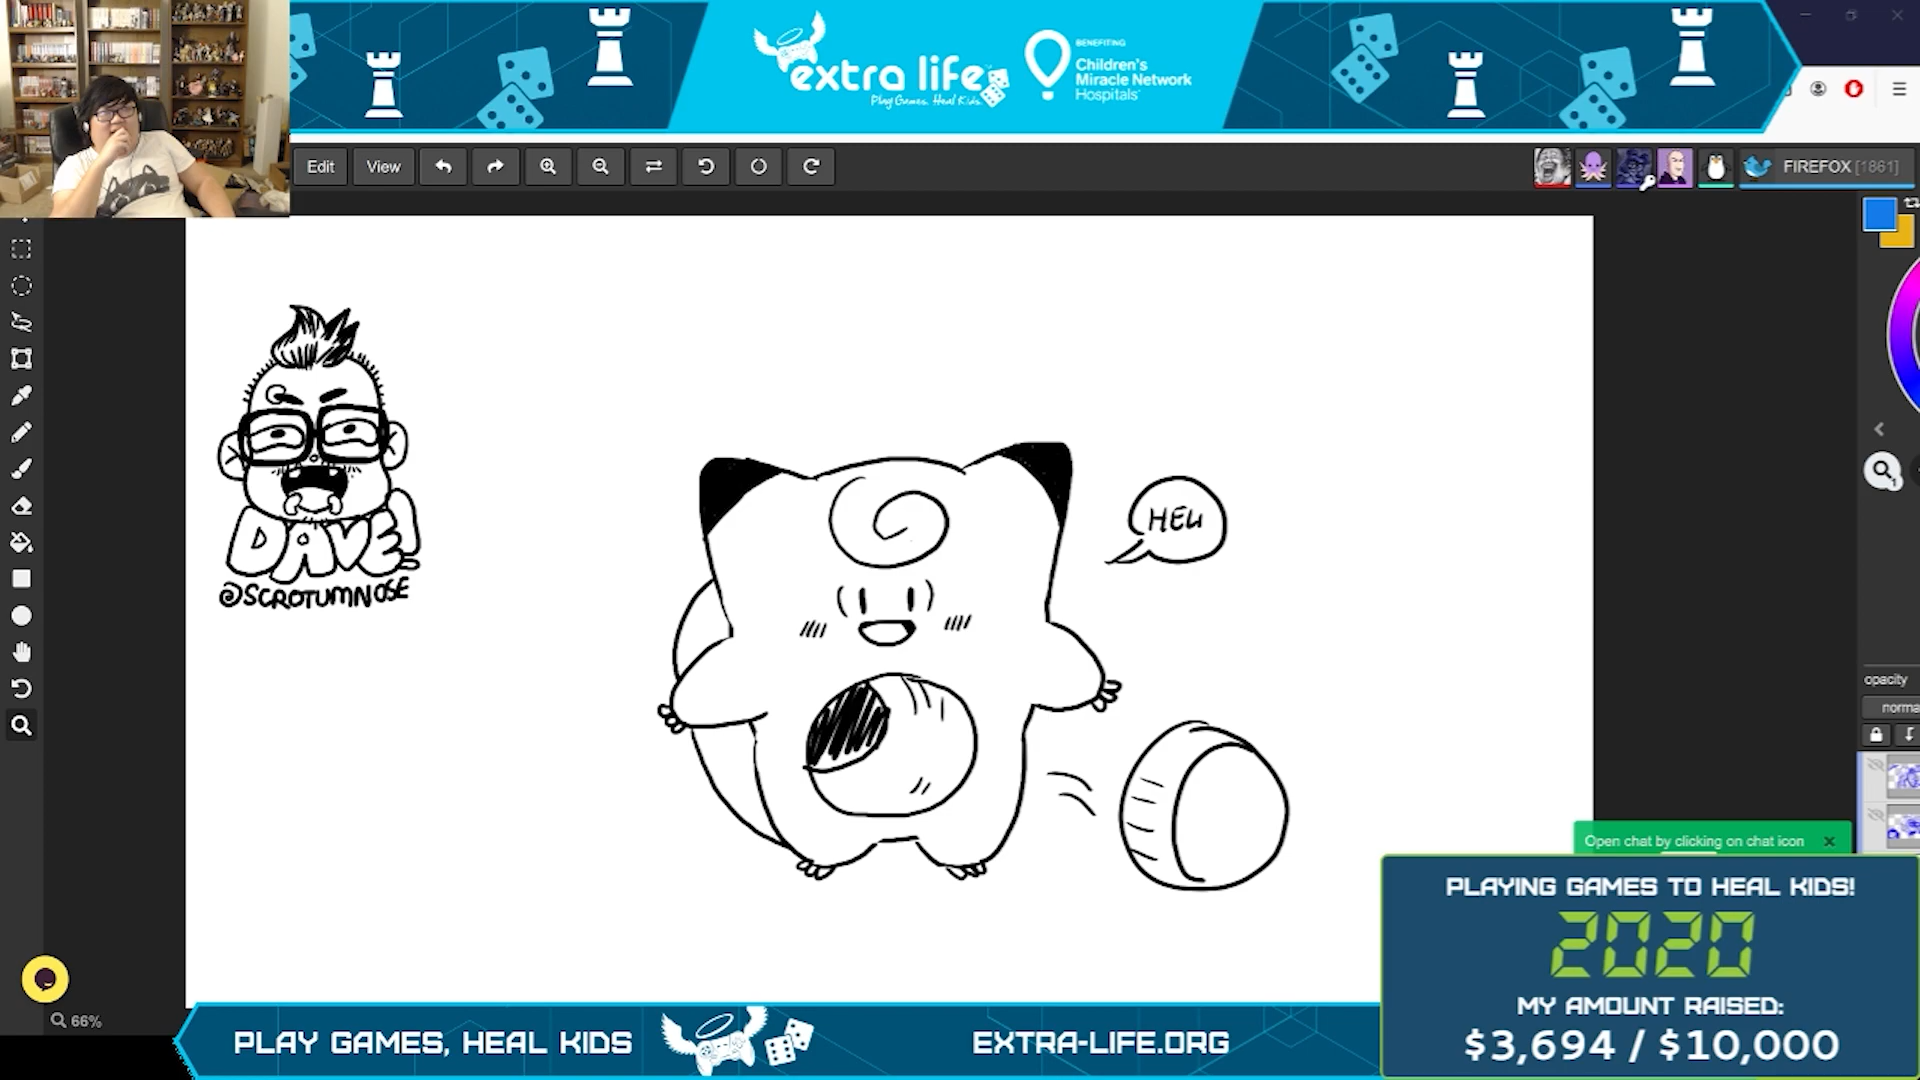 extra life
Play Games. Heal Kids.
BENEFITING
Children's
Miracle Network
Hospitals
Edit
View
FIREFOX [1861]
DAVE!
@SCROTUMNOSE
opacity
norma
Open chat by clicking on chat icon
PLAYING GAMES TO HEAL KIDS!
2020
MY AMOUNT RAISED:
$3,694 / $10,000
66%
PLAY GAMES, HEAL KIDS
EXTRA-LIFE.ORG